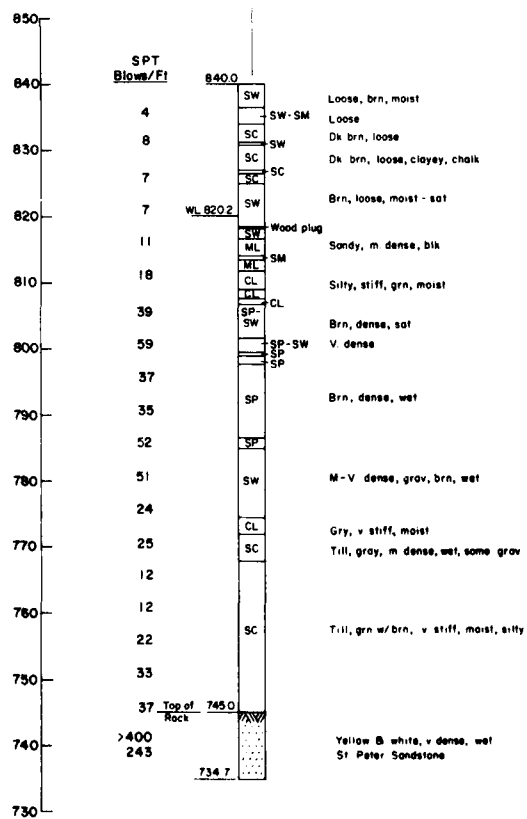 850
SPT
Blows/Ft
840 840.0
SW Loose, brn, moist
4 SW-SM Loose
SC Dk brn, loose
8 SW
830 SC Dk brn, loose, clayey, chalk
SC
7 SC
SW Brn, loose, moist - sat
7 WL 820.2
820
Wood plug
SW
11 ML Sandy, m. dense, blk
SM
ML
18 CL Silty, stiff, grn, moist
810
CL
CL
39 SP-
SW Brn, dense, sat
59 SP-SW V. dense
800 SP
SP
37
SP Brn, dense, wet
790 35
52 SP
780 51 SW M-V dense, grav, brn, wet
24
CL Gry, v stiff, moist
770 25 SC Till, gray, m dense, wet, some grav
12
760 12
SC Till, grn w/brn, v stiff, moist, silty
22
750 33
37 Top of 745.0
Rock
740 >400 Yellow & white, v dense, wet
243 St Peter Sandstone
734.7
730